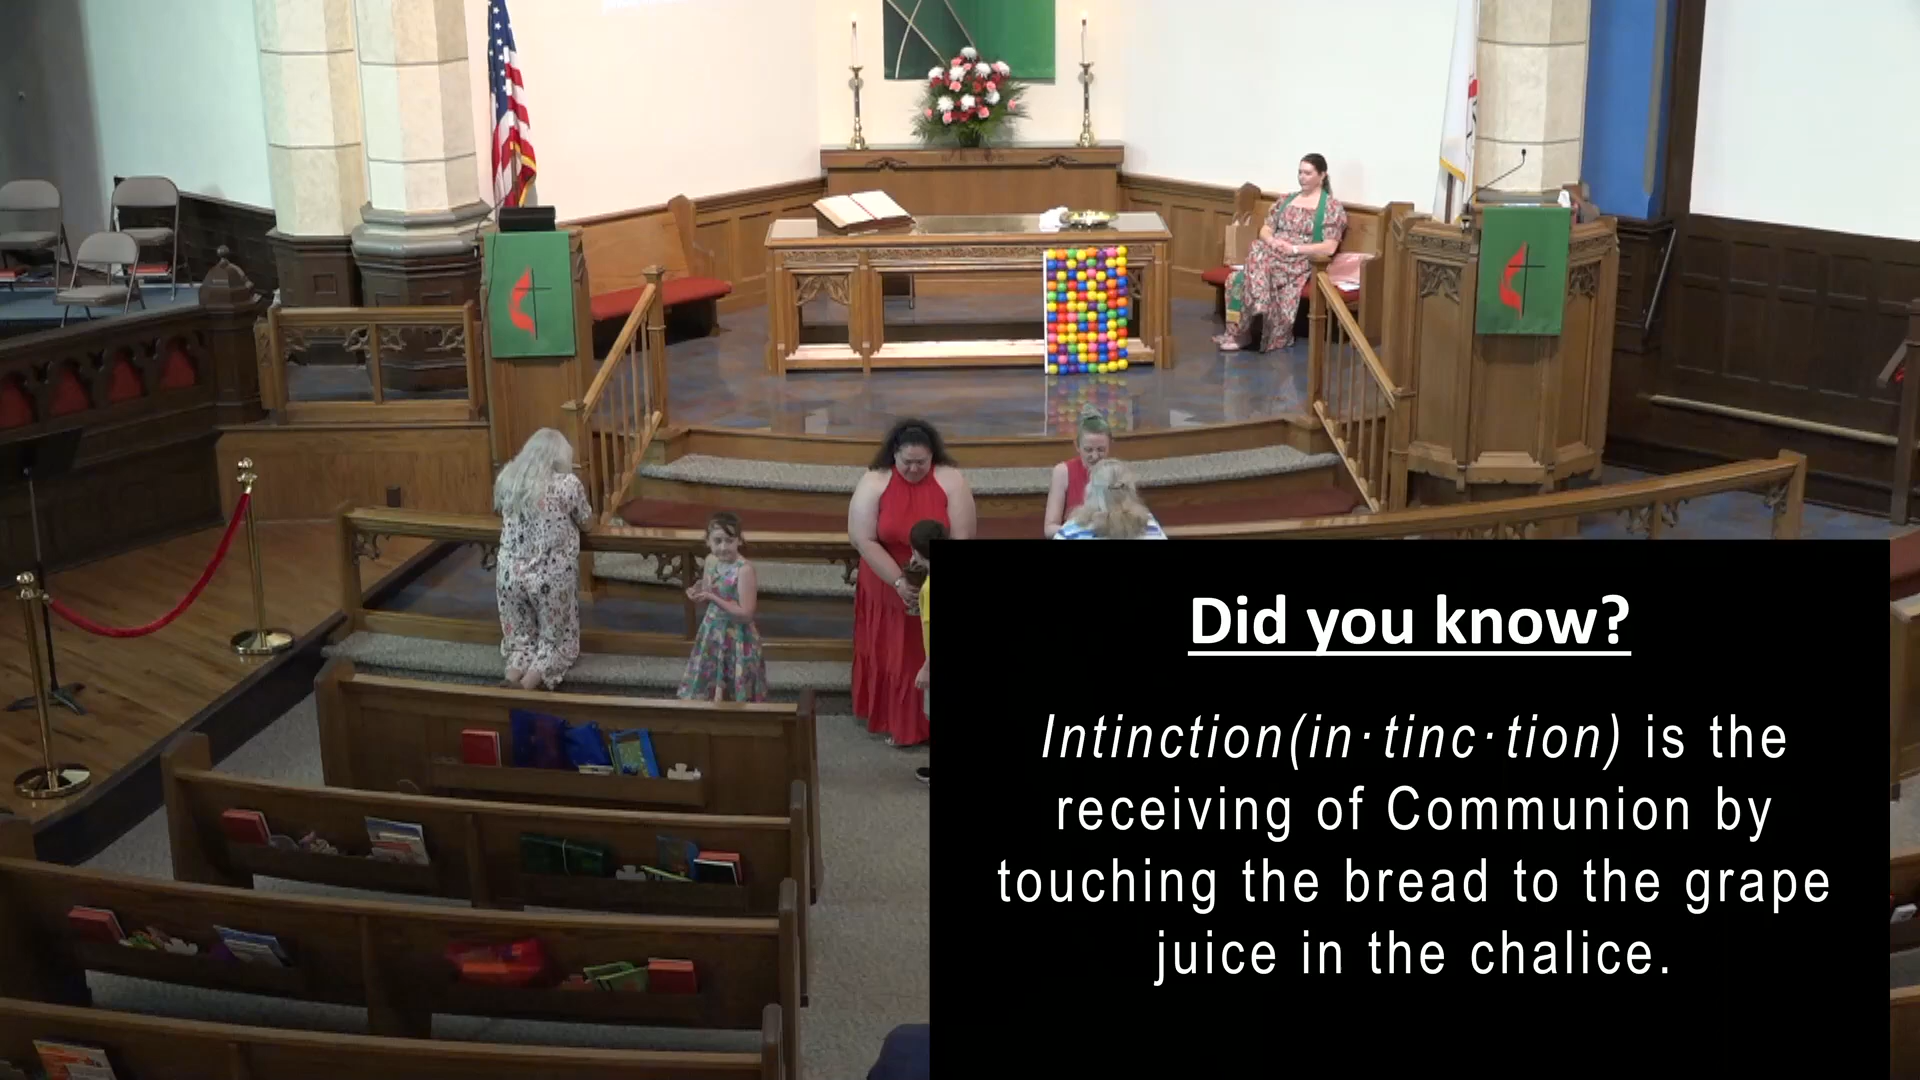 Did you know?
Intinction(in·tinc·tion) is the
receiving of Communion by
touching the bread to the grape
juice in the chalice.